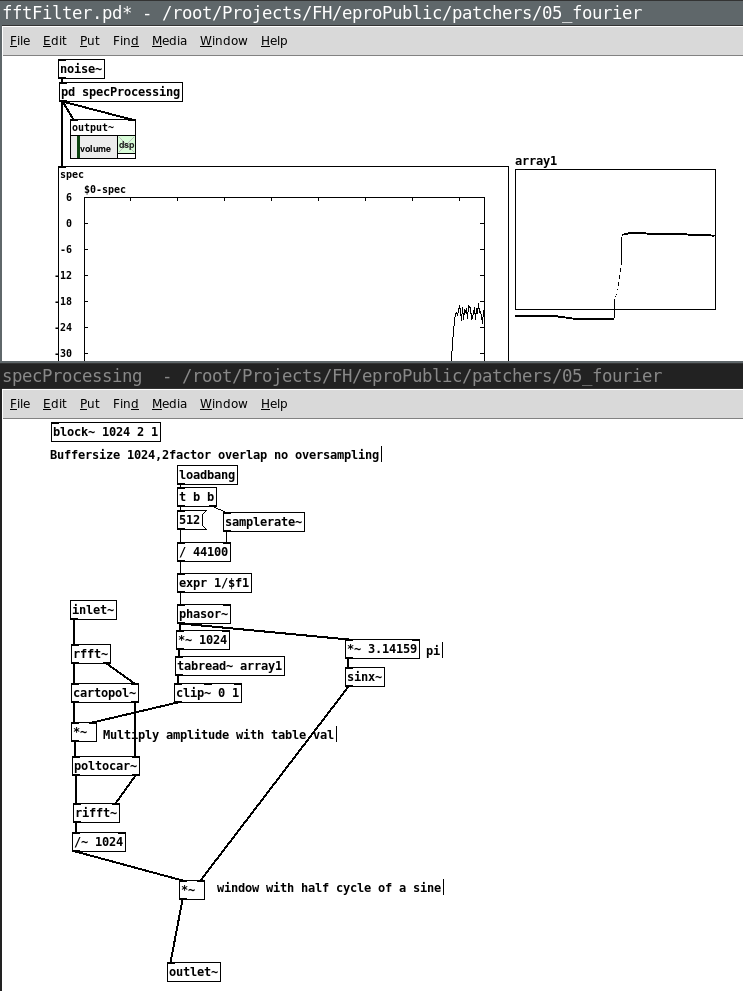 fftFilter.pd* - /root/Projects/FH/eproPublic/patchers/05_fourier
File Edit Put Find Media Window Help
noise~
pd specProcessing
output~
volume dsp
spec
$0-spec
6
0
-6
-12
-18
-24
-30
array1
specProcessing - /root/Projects/FH/eproPublic/patchers/05_fourier
File Edit Put Find Media Window Help
block~ 1024 2 1
Buffersize 1024,2factor overlap no oversampling
loadbang
t b b
512
samplerate~
/ 44100
expr 1/$f1
inlet~
phasor~
*~ 1024
*~ 3.14159
pi
rfft~
tabread~ array1
sinx~
cartopol~
clip~ 0 1
*~
Multiply amplitude with table val
poltocar~
rifft~
/~ 1024
*~
window with half cycle of a sine
outlet~